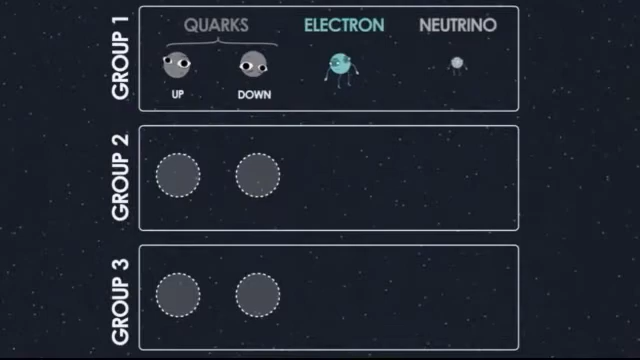 GROUP 1
QUARKS
ELECTRON
NEUTRINO
UP
DOWN
GROUP 2
GROUP 3